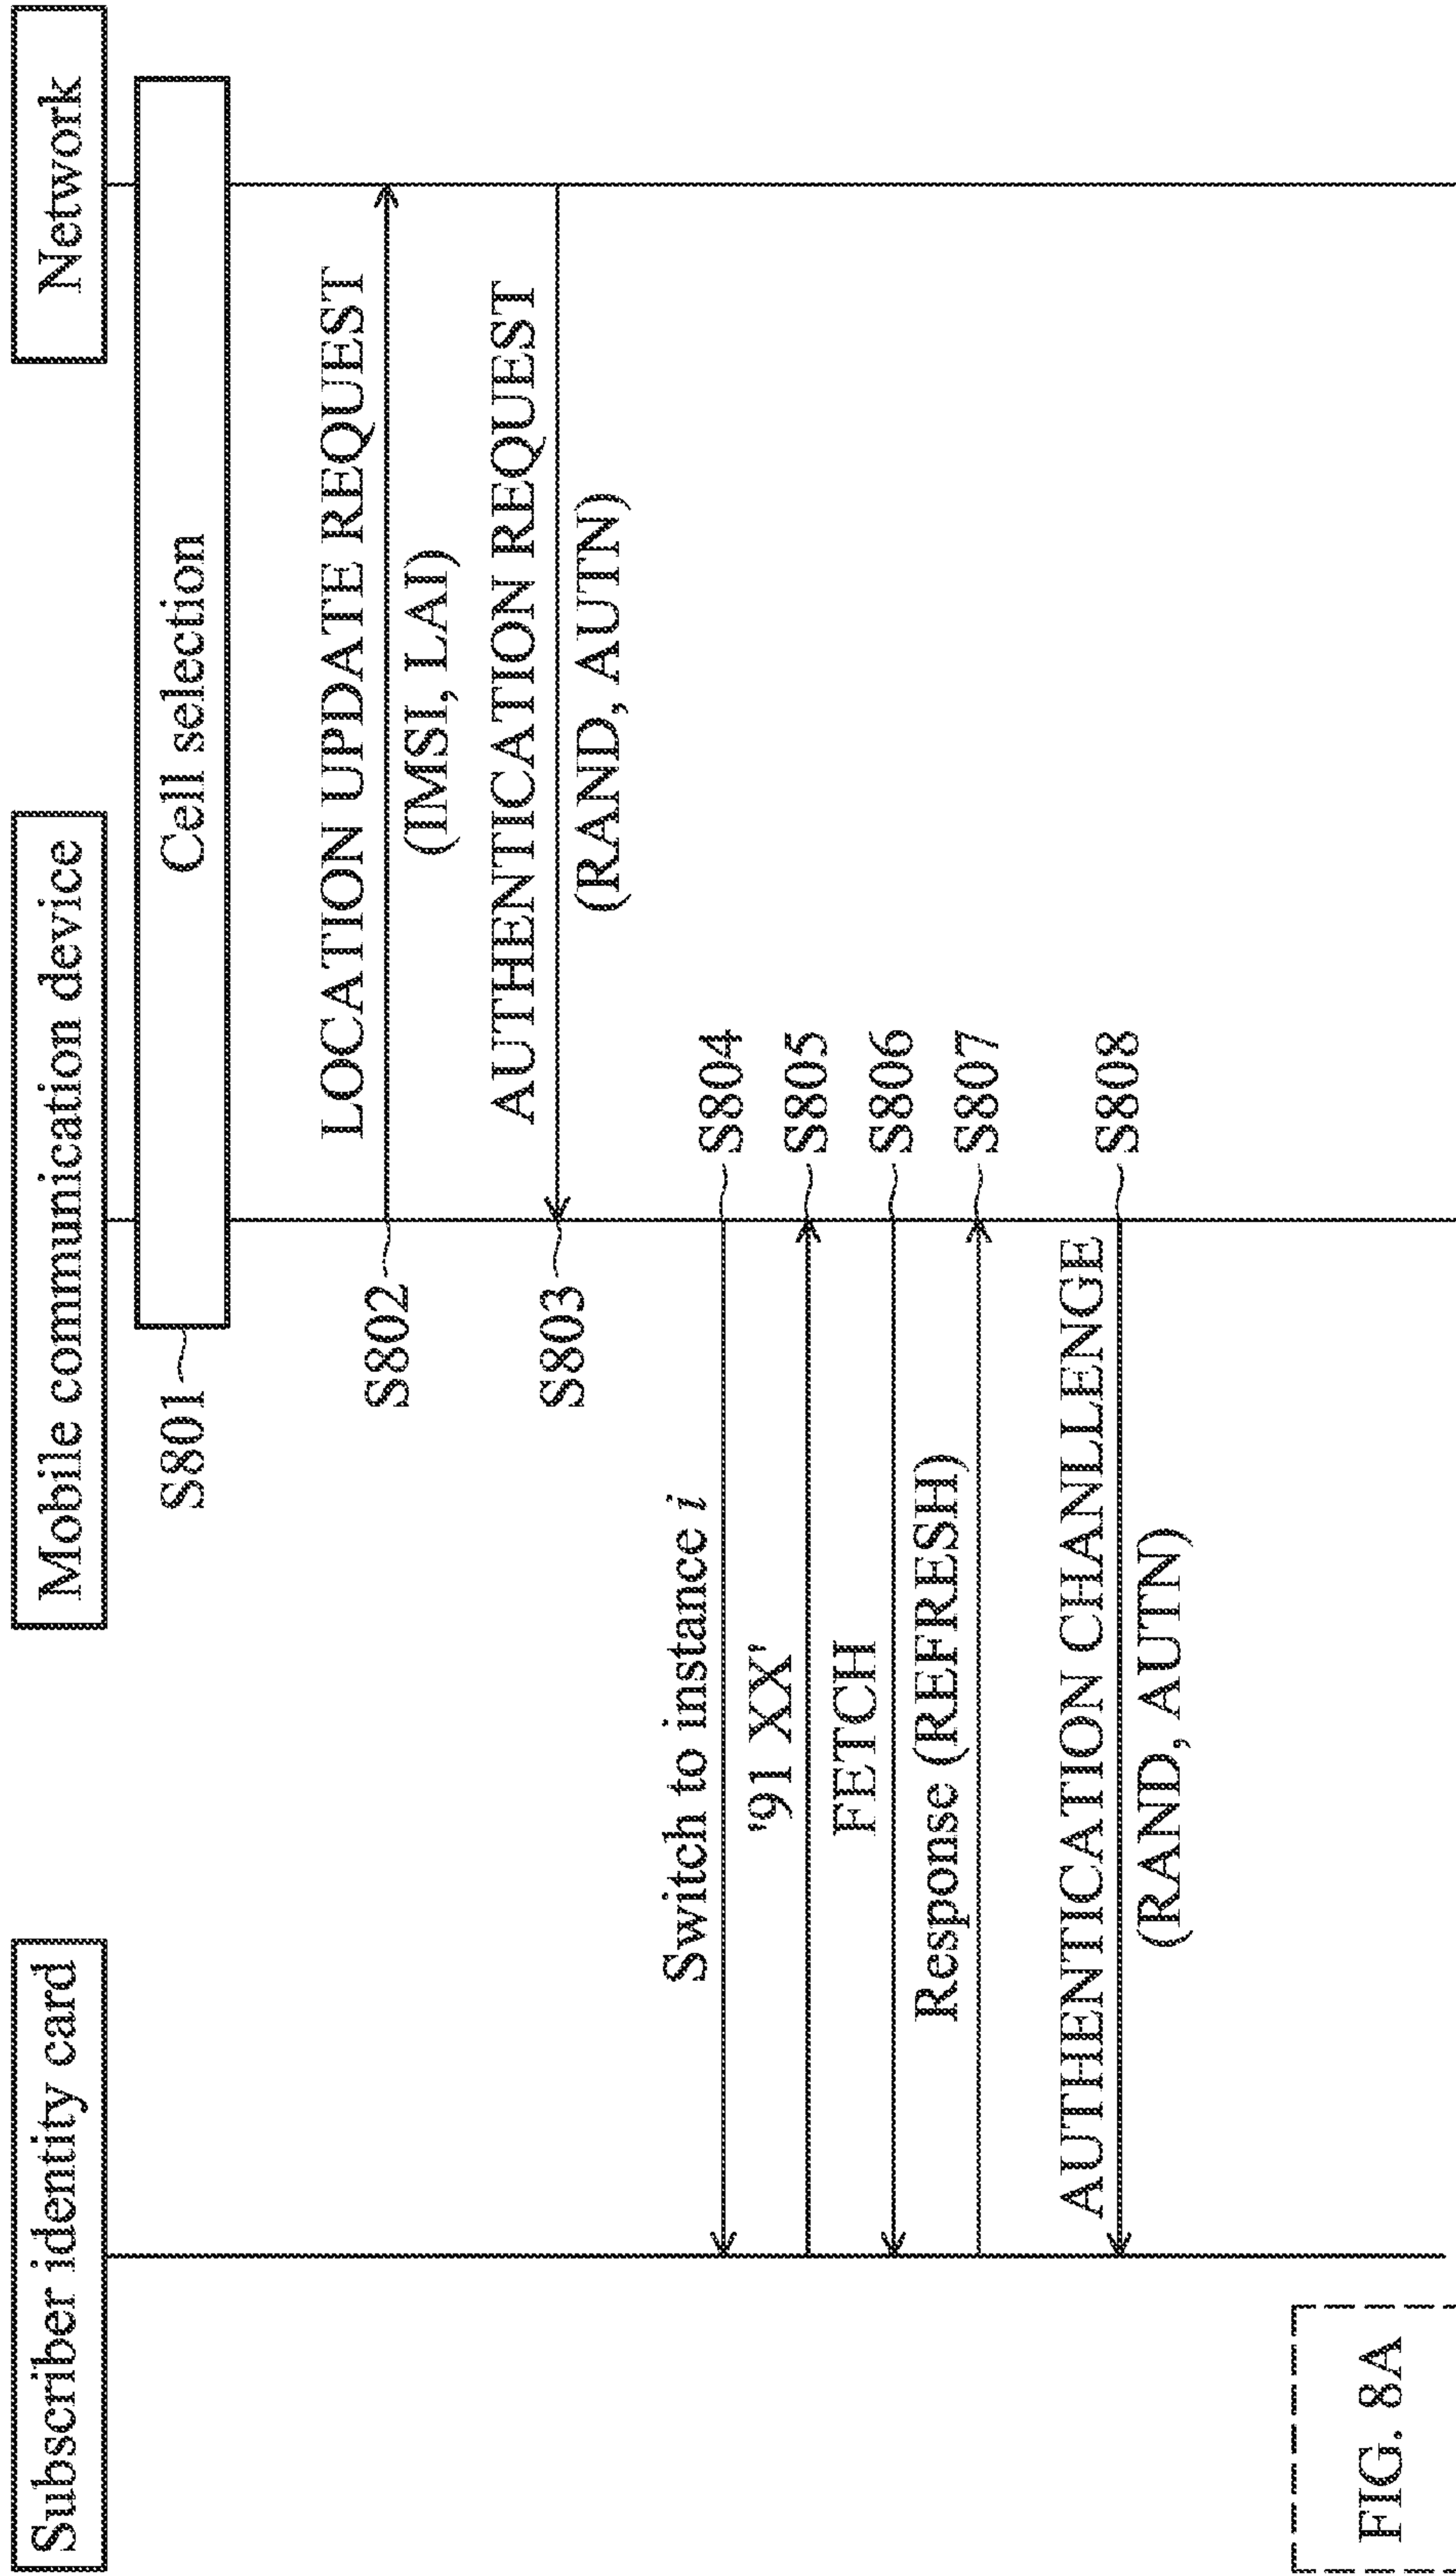 Subscriber identity card
Mobile communication device
Network
Cell selection
S801
LOCATION UPDATE REQUEST
S802
(IMSI, LAI)
AUTHENTICATION REQUEST
S803
(RAND, AUTN)
Switch to instance i
S804
'91 XX'
S805
FETCH
S806
Response (REFRESH)
S807
AUTHENTICATION CHANLLENGE
S808
(RAND, AUTN)
FIG. 8A